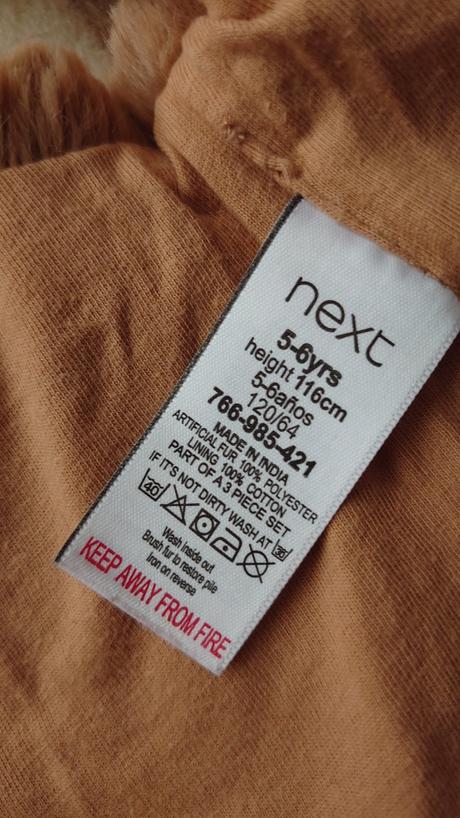 next
5-6yrs
height 116cm
5-6años
120/64
766-985-421
MADE IN INDIA
ARTIFICIAL FUR 100% POLYESTER
LINING 100% COTTON
PART OF A 3 PIECE SET
IF IT'S NOT DIRTY WASH AT 30
40
Wash inside out
Brush fur to restore pile
Iron on reverse
KEEP AWAY FROM FIRE